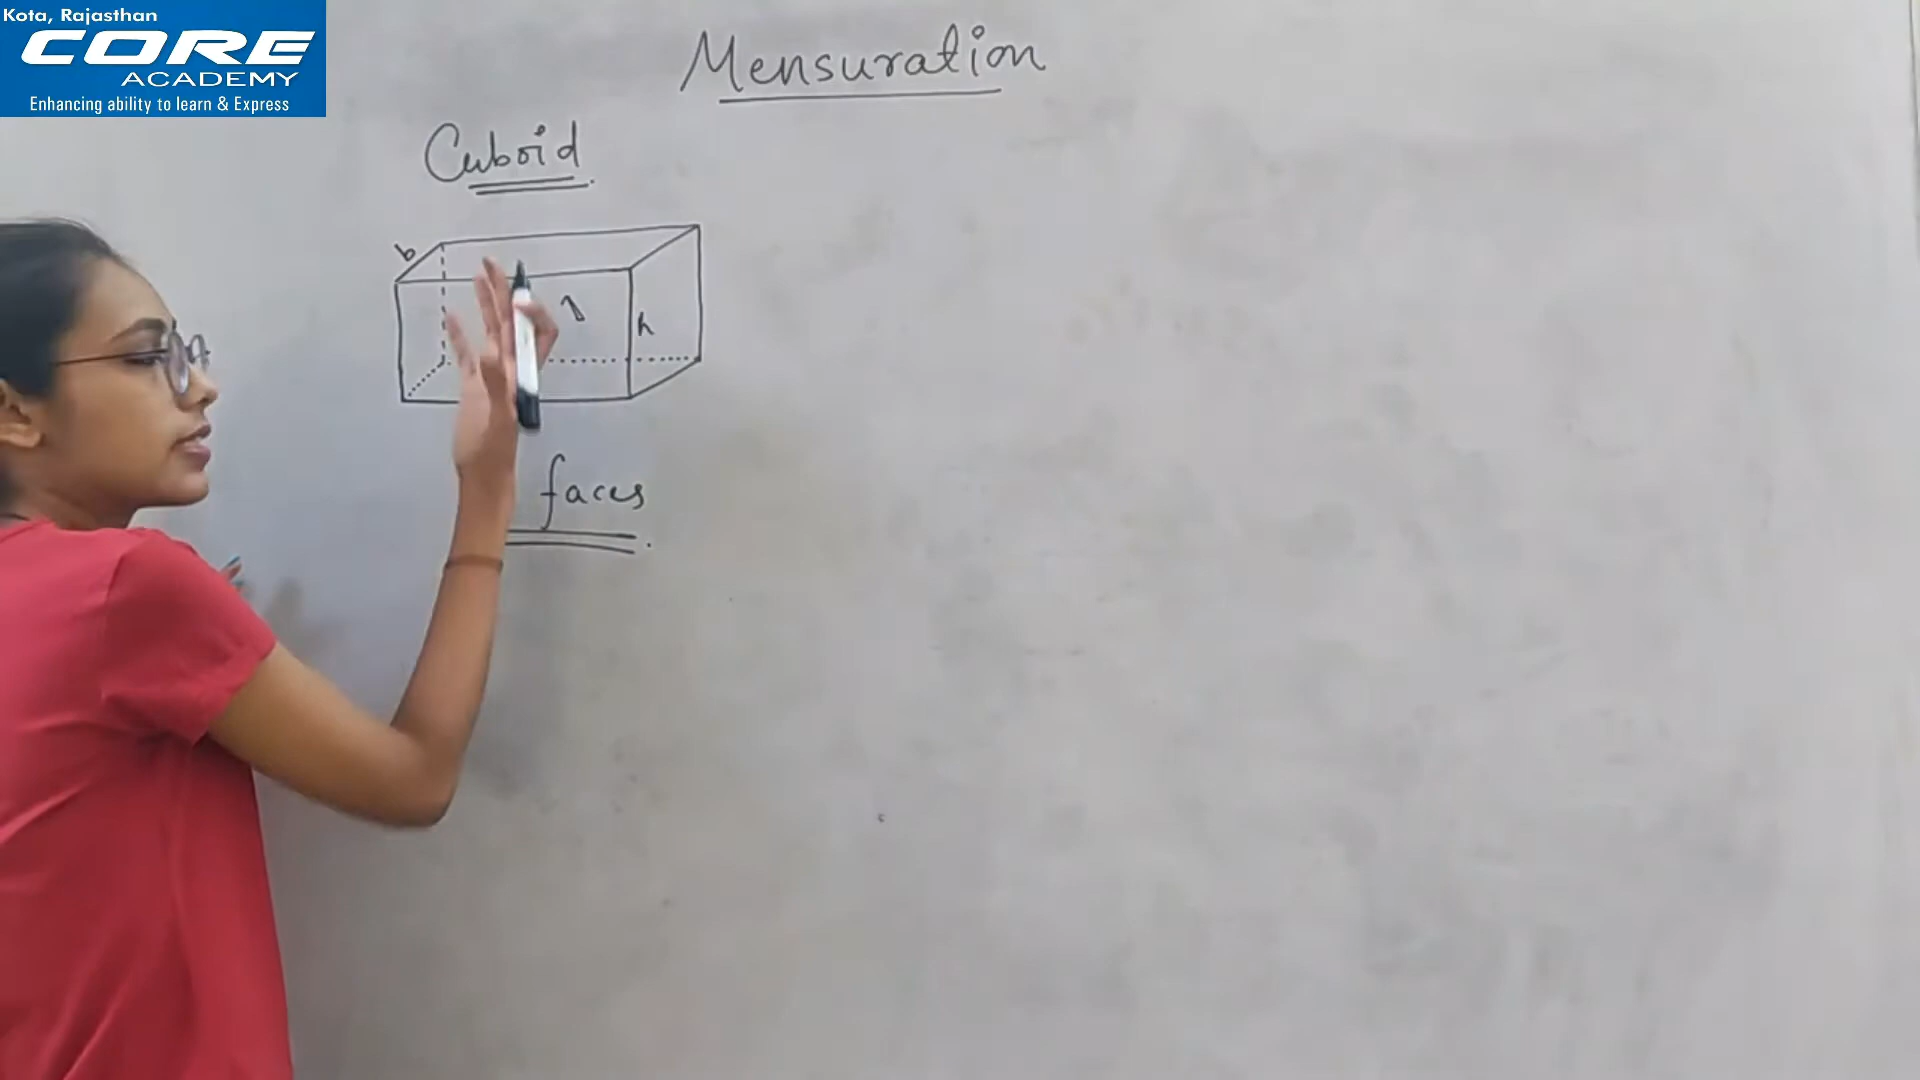 Kota, Rajasthan
CORE
ACADEMY
Enhancing ability to learn & Express
Mensuration
Cuboid
b
l
h
faces